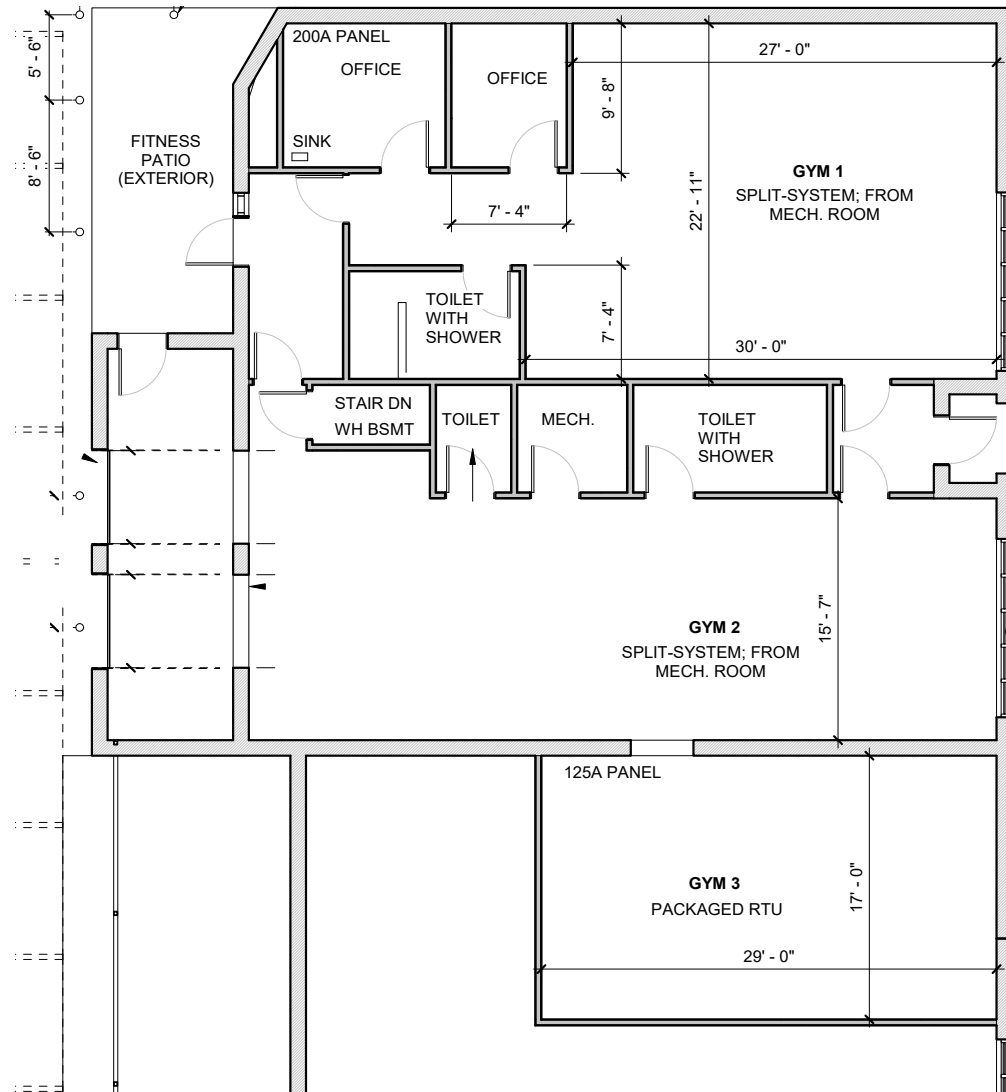 200A PANEL
OFFICE
OFFICE
27' - 0"
5' - 6"
9' - 8"
FITNESS
PATIO
(EXTERIOR)
SINK
8' - 6"
GYM 1
SPLIT-SYSTEM; FROM
MECH. ROOM
7' - 4"
22' - 11"
TOILET
WITH
SHOWER
7' - 4"
30' - 0"
STAIR DN
WH BSMT
TOILET
MECH.
TOILET
WITH
SHOWER
15' - 7"
GYM 2
SPLIT-SYSTEM; FROM
MECH. ROOM
125A PANEL
GYM 3
PACKAGED RTU
17' - 0"
29' - 0"